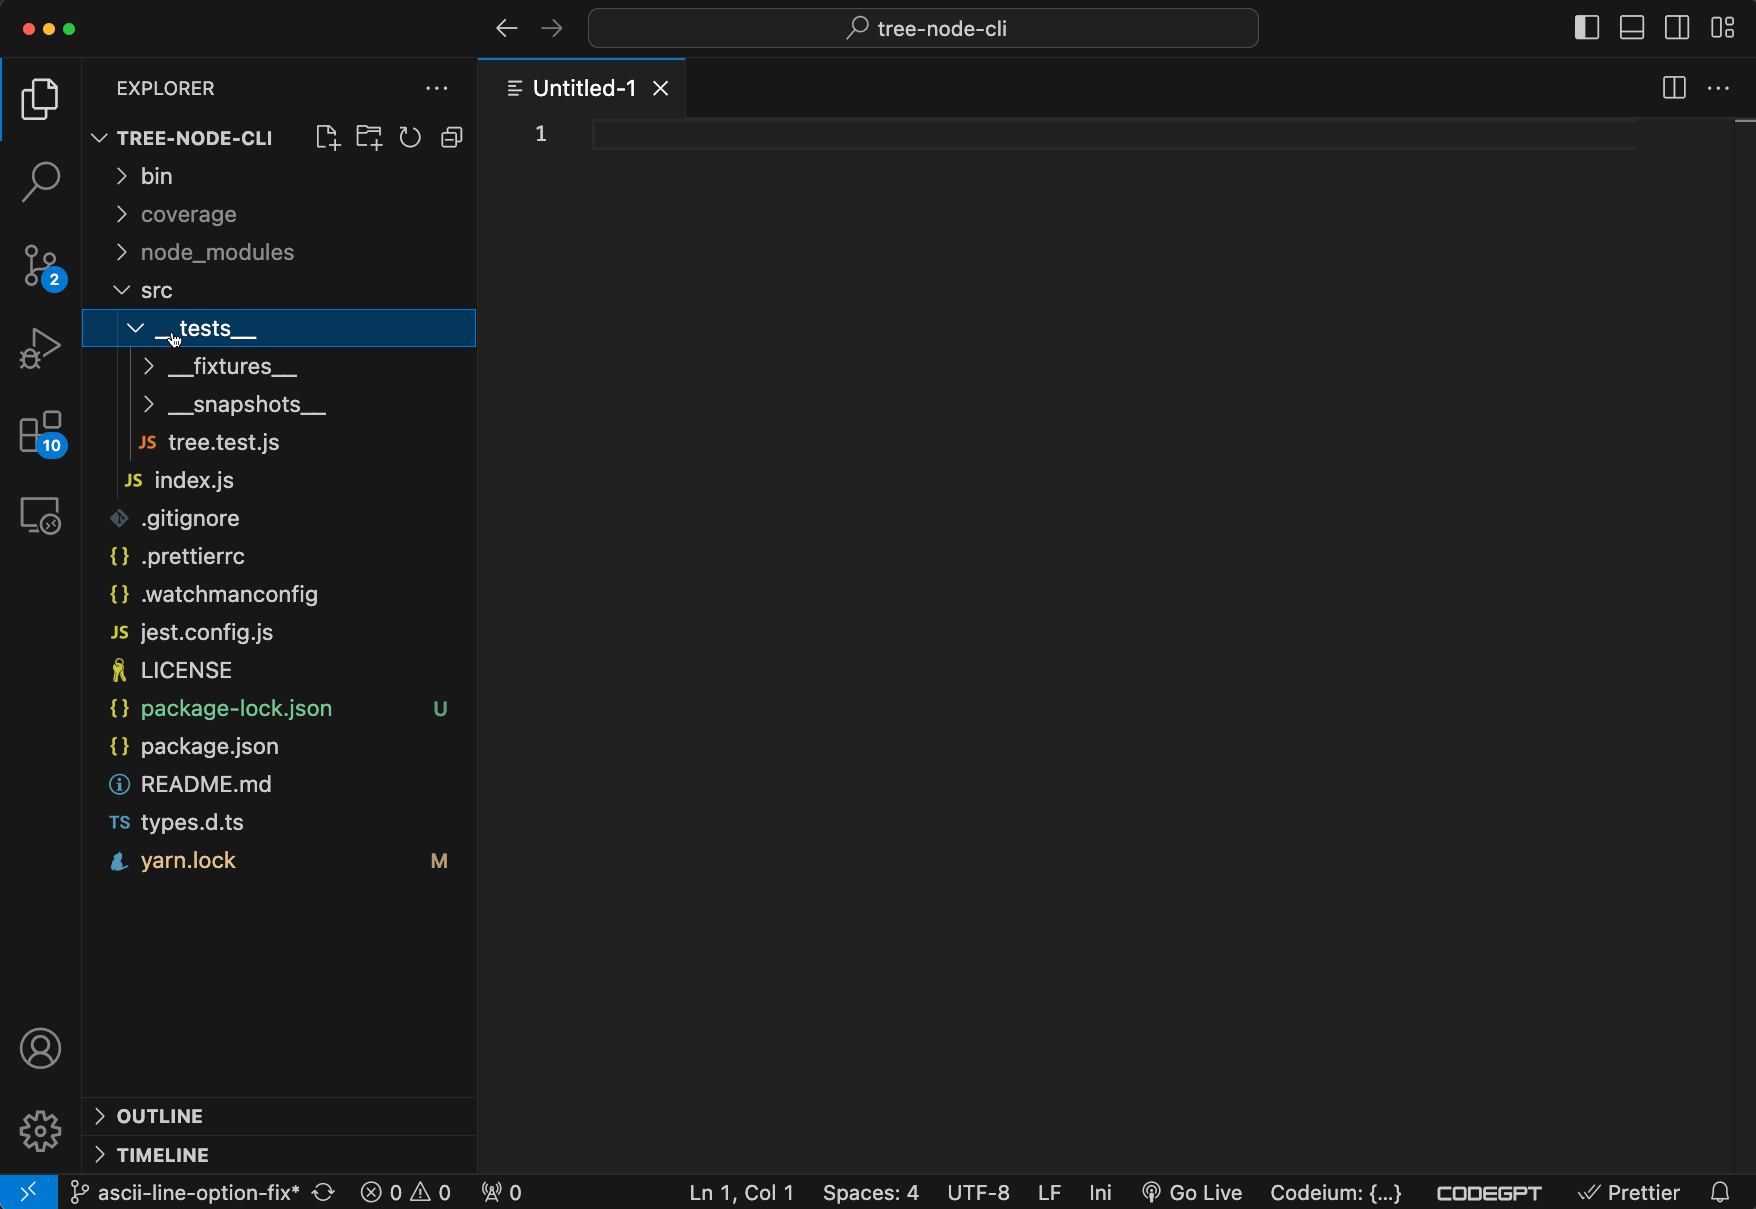 tree-node-cli
EXPLORER
Untitled-1
TREE-NODE-CLI
1
bin
coverage
node_modules
2
src
__tests__
__fixtures__
__snapshots__
10
JS tree.test.js
JS index.js
.gitignore
{} .prettierrc
{} .watchmanconfig
JS jest.config.js
LICENSE
{} package-lock.json U
{} package.json
README.md
TS types.d.ts
yarn.lock M
OUTLINE
TIMELINE
ascii-line-option-fix* 0 0 0 Ln 1, Col 1 Spaces: 4 UTF-8 LF Ini Go Live Codeium: {...} CODEGPT Prettier